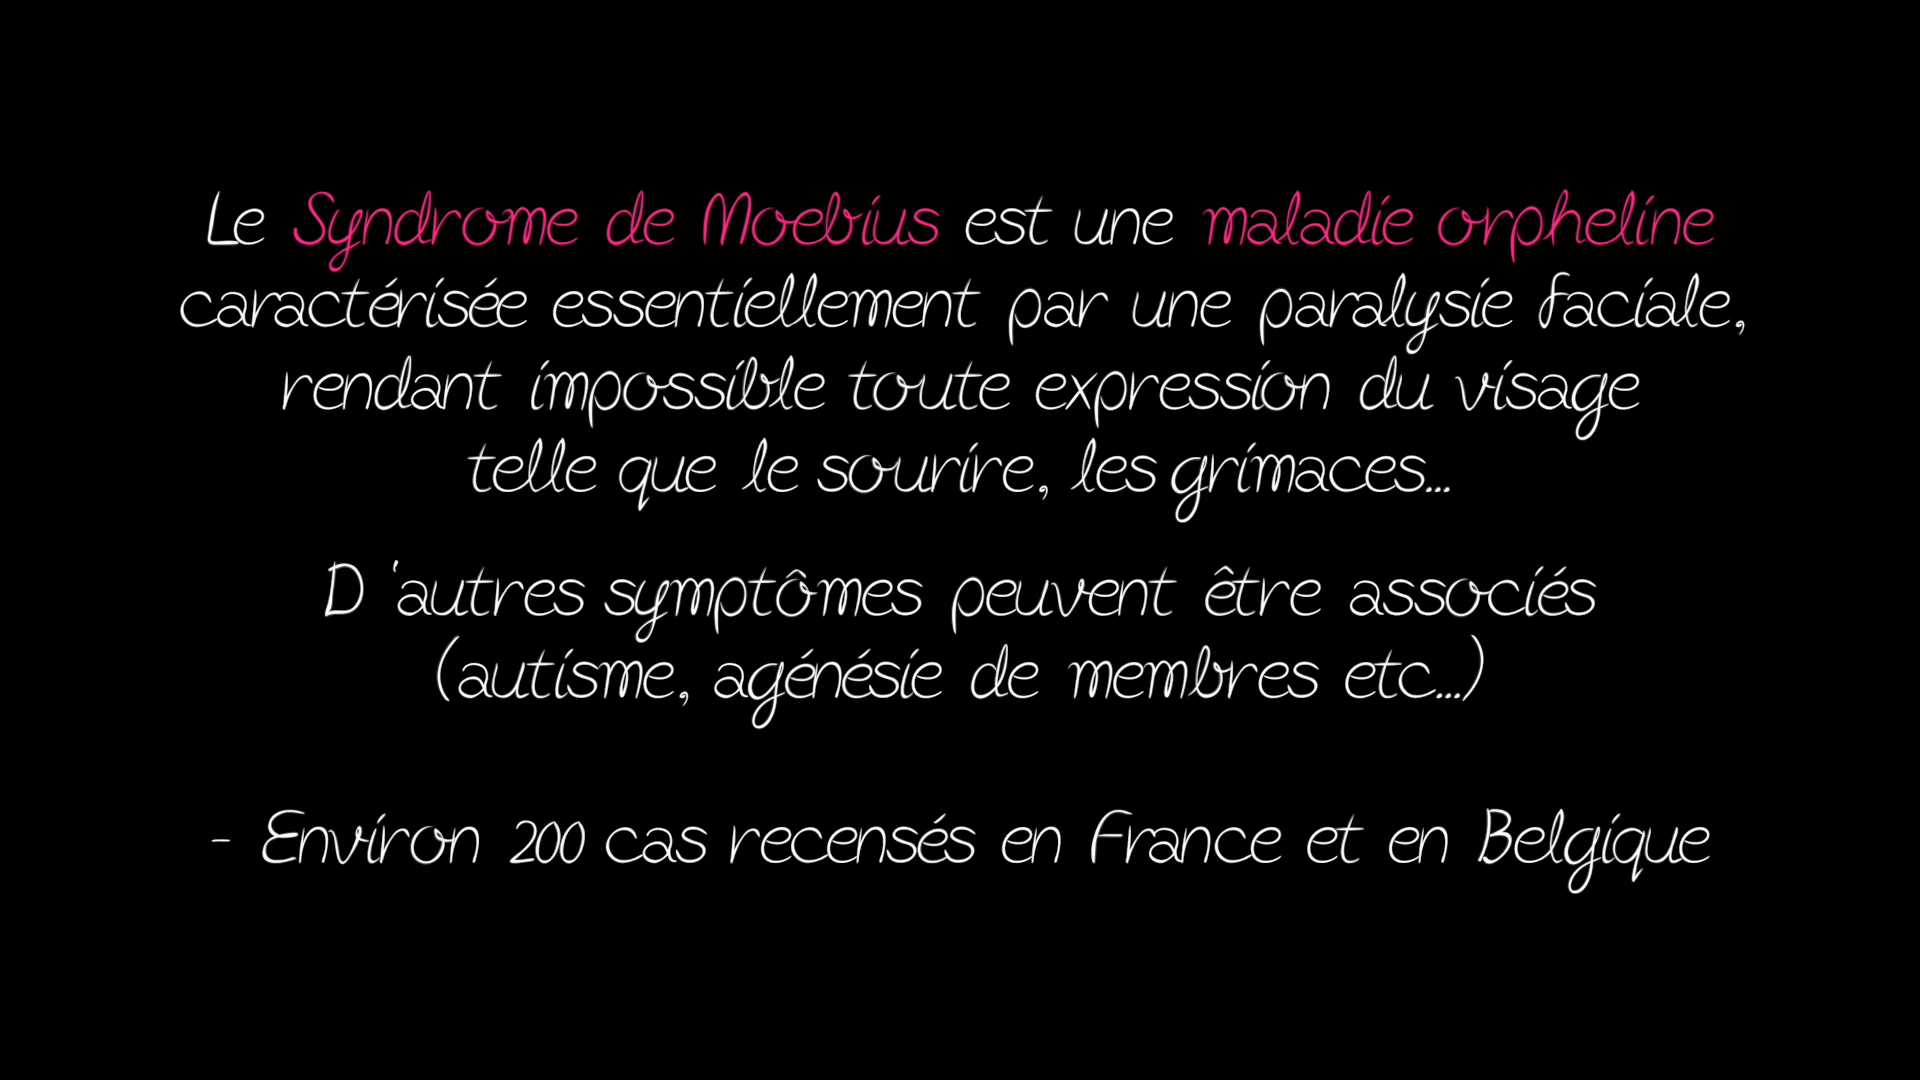 Le Syndrome de Moebius est une maladie orpheline
caractérisée essentiellement par une paralysie faciale,
rendant impossible toute expression du visage
telle que le sourire, les grimaces...
D 'autres symptômes peuvent être associés
(autisme, agénésie de membres etc...)
- Environ 200 cas recensés en France et en Belgique